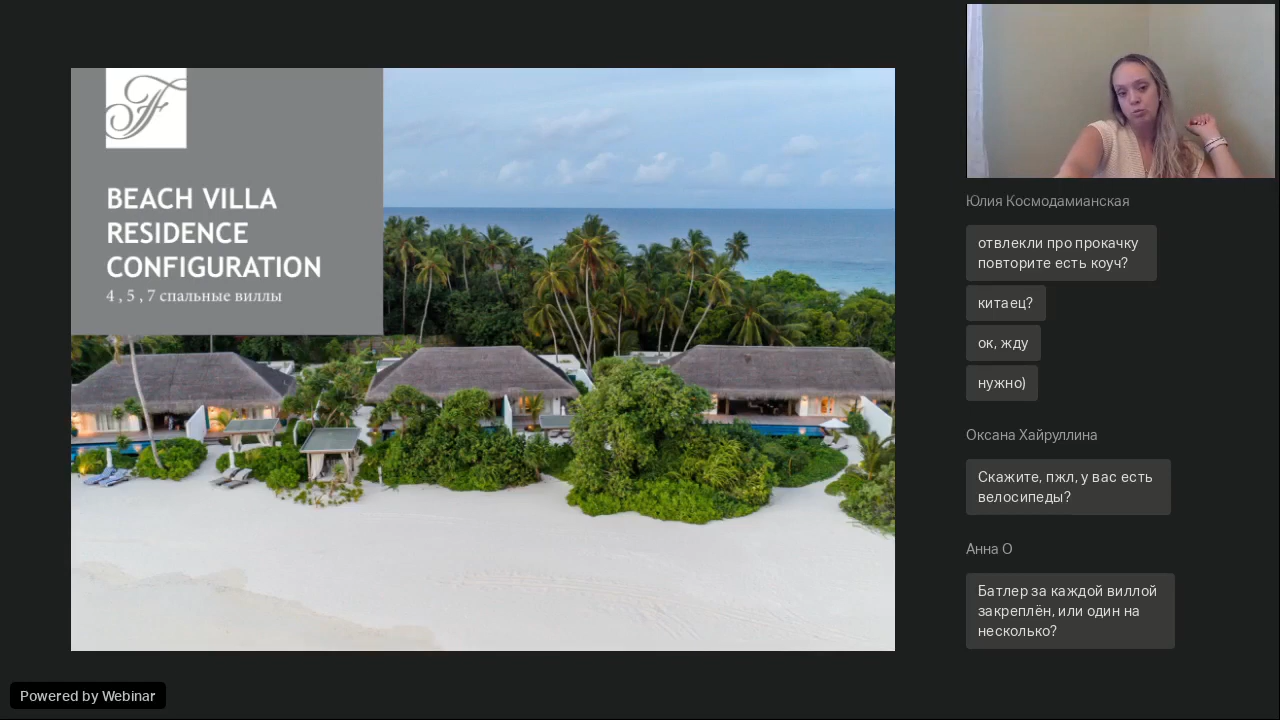 BEACH VILLA
RESIDENCE
CONFIGURATION
4 , 5 , 7 спальные виллы
Юлия Космодамианская
отвлекли про прокачку
повторите есть коуч?
китаец?
ок, жду
нужно)
Оксана Хайруллина
Скажите, пжл, у вас есть
велосипеды?
Анна О
Батлер за каждой виллой
закреплён, или один на
несколько?
Powered by Webinar